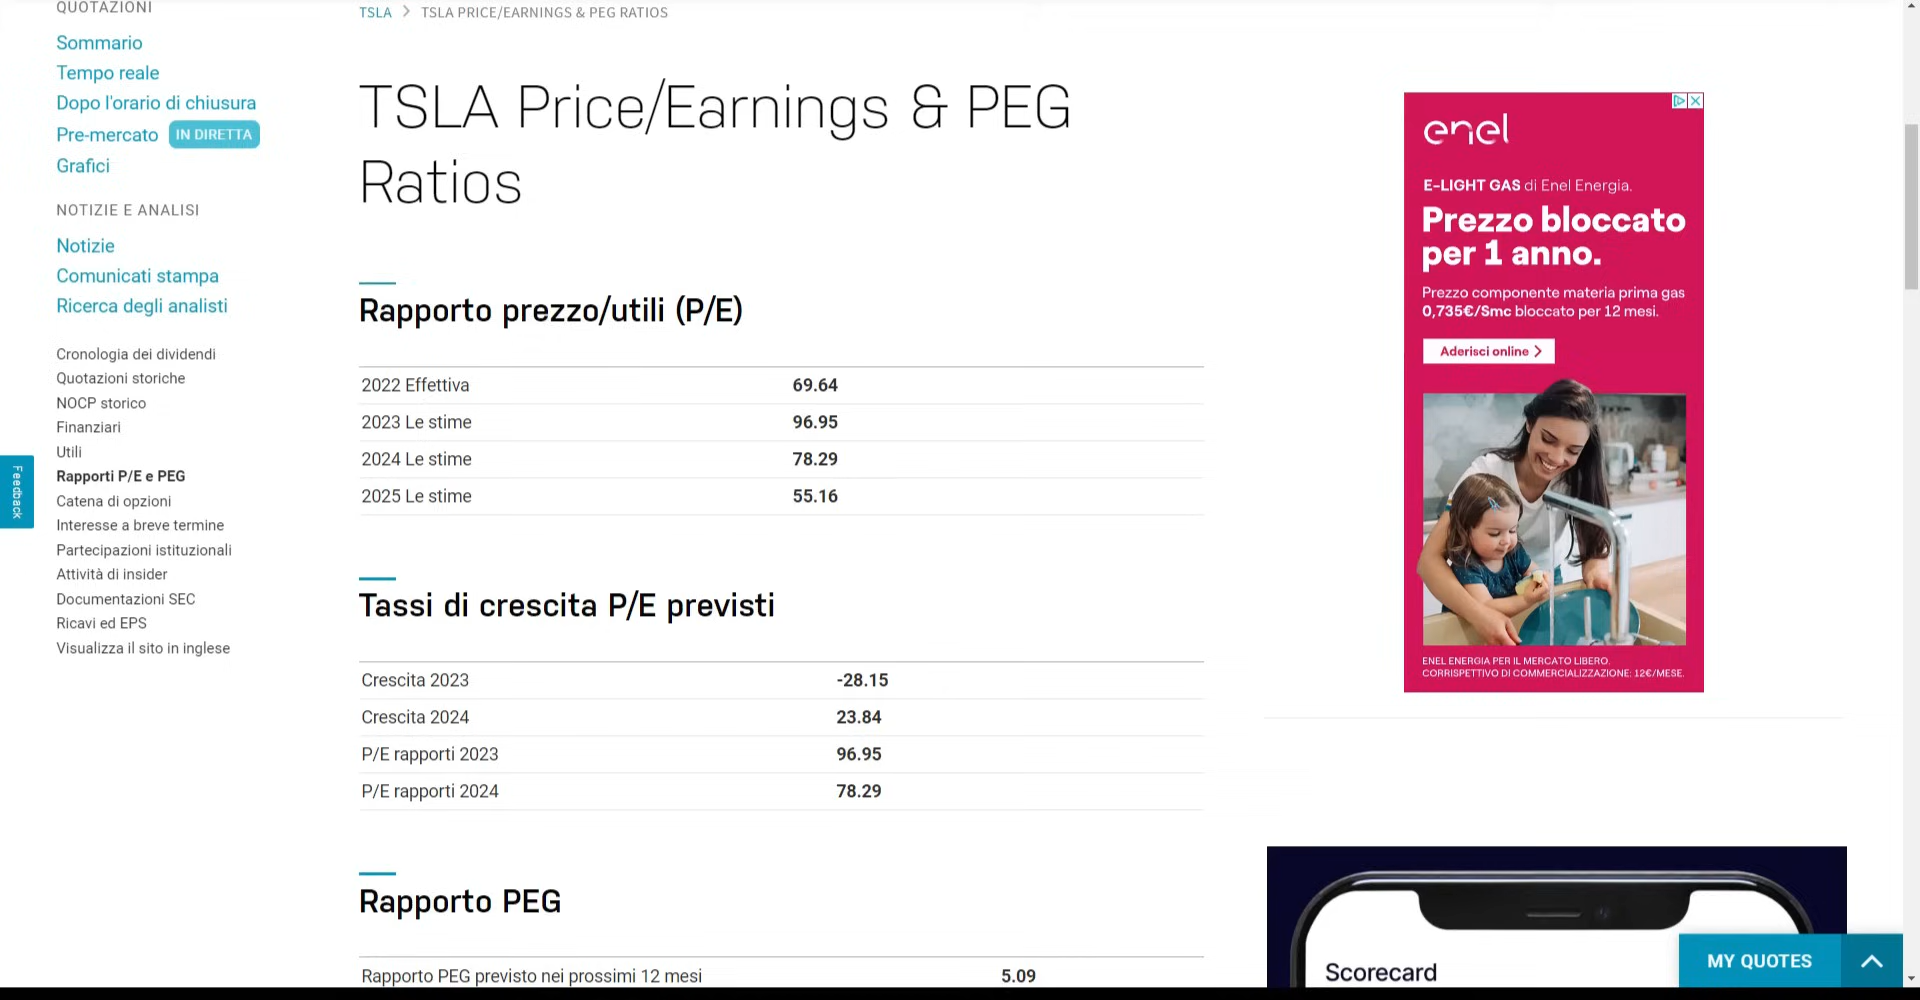 QUOTAZIONI
Sommario
Tempo reale
Dopo l'orario di chiusura
Pre-mercato IN DIRETTA
Grafici
NOTIZIE E ANALISI
Notizie
Comunicati stampa
Ricerca degli analisti
Cronologia dei dividendi
Quotazioni storiche
NOCP storico
Finanziari
Utili
Rapporti P/E e PEG
Catena di opzioni
Interesse a breve termine
Partecipazioni istituzionali
Attività di insider
Documentazioni SEC
Ricavi ed EPS
Visualizza il sito in inglese
Feedback
TSLA > TSLA PRICE/EARNINGS & PEG RATIOS
TSLA Price/Earnings & PEG
Ratios
Rapporto prezzo/utili (P/E)
2022 Effettiva 69.64
2023 Le stime 96.95
2024 Le stime 78.29
2025 Le stime 55.16
Tassi di crescita P/E previsti
Crescita 2023 -28.15
Crescita 2024 23.84
P/E rapporti 2023 96.95
P/E rapporti 2024 78.29
Rapporto PEG
Rapporto PEG previsto nei prossimi 12 mesi 5.09
enel
E-LIGHT GAS di Enel Energia.
Prezzo bloccato
per 1 anno.
Prezzo componente materia prima gas
0,735€/Smc bloccato per 12 mesi.
Aderisci online
ENEL ENERGIA PER IL MERCATO LIBERO.
CORRISPETTIVO DI COMMERCIALIZZAZIONE: 12€/MESE.
Scorecard
MY QUOTES